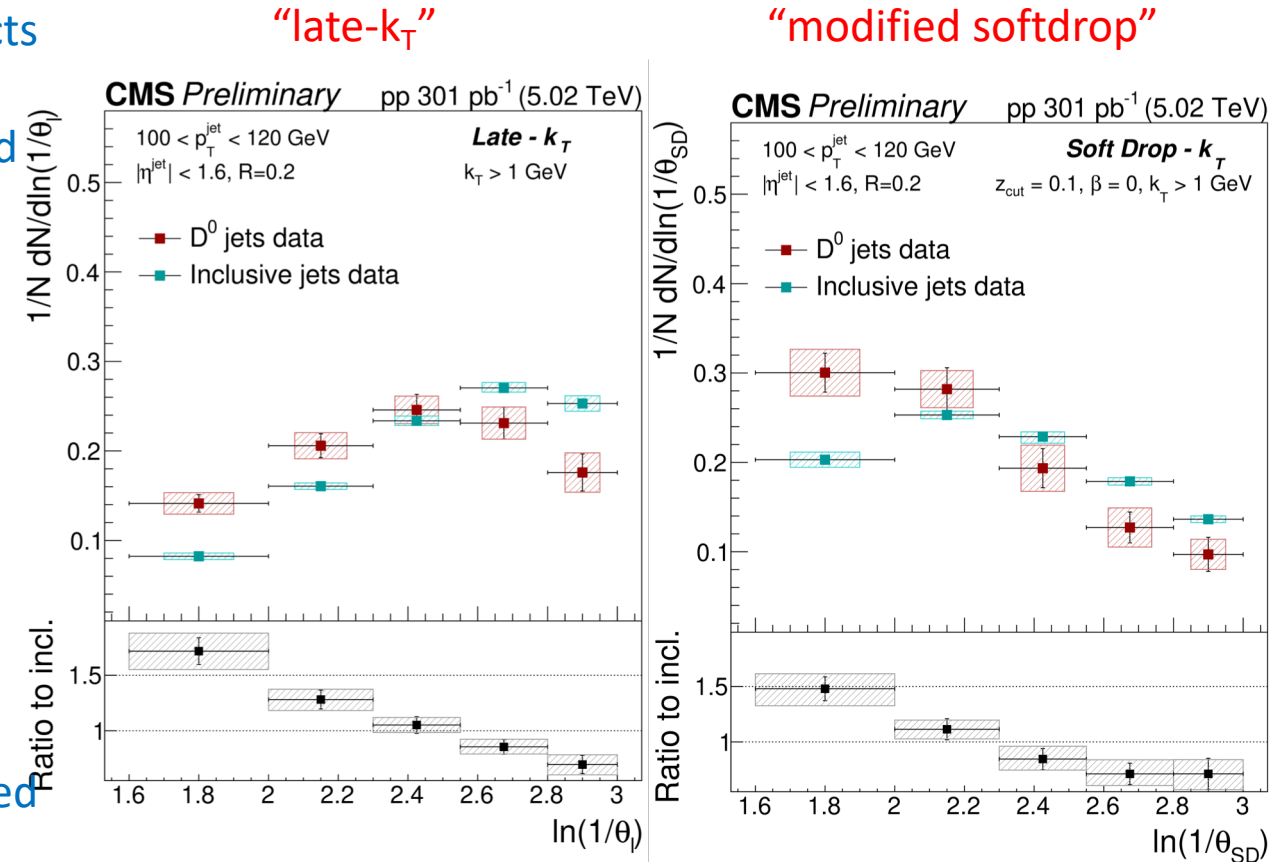 "late-kT" "modified softdrop"
cts
ed
CMS Preliminary pp 301 pb-1 (5.02 TeV)
100 < pTjet < 120 GeV Late - kT
|ηjet| < 1.6, R=0.2 kT > 1 GeV
D0 jets data
Inclusive jets data
1/N dN/dln(1/θl)
0.5
0.4
0.3
0.2
0.1
Ratio to incl.
1.5
1
1.6 1.8 2 2.2 2.4 2.6 2.8 3
ln(1/θl)
CMS Preliminary pp 301 pb-1 (5.02 TeV)
100 < pTjet < 120 GeV Soft Drop - kT
|ηjet| < 1.6, R=0.2 zcut = 0.1, β = 0, kT > 1 GeV
D0 jets data
Inclusive jets data
1/N dN/dln(1/θSD)
0.5
0.4
0.3
0.2
0.1
Ratio to incl.
1.5
1
1.6 1.8 2 2.2 2.4 2.6 2.8 3
ln(1/θSD)